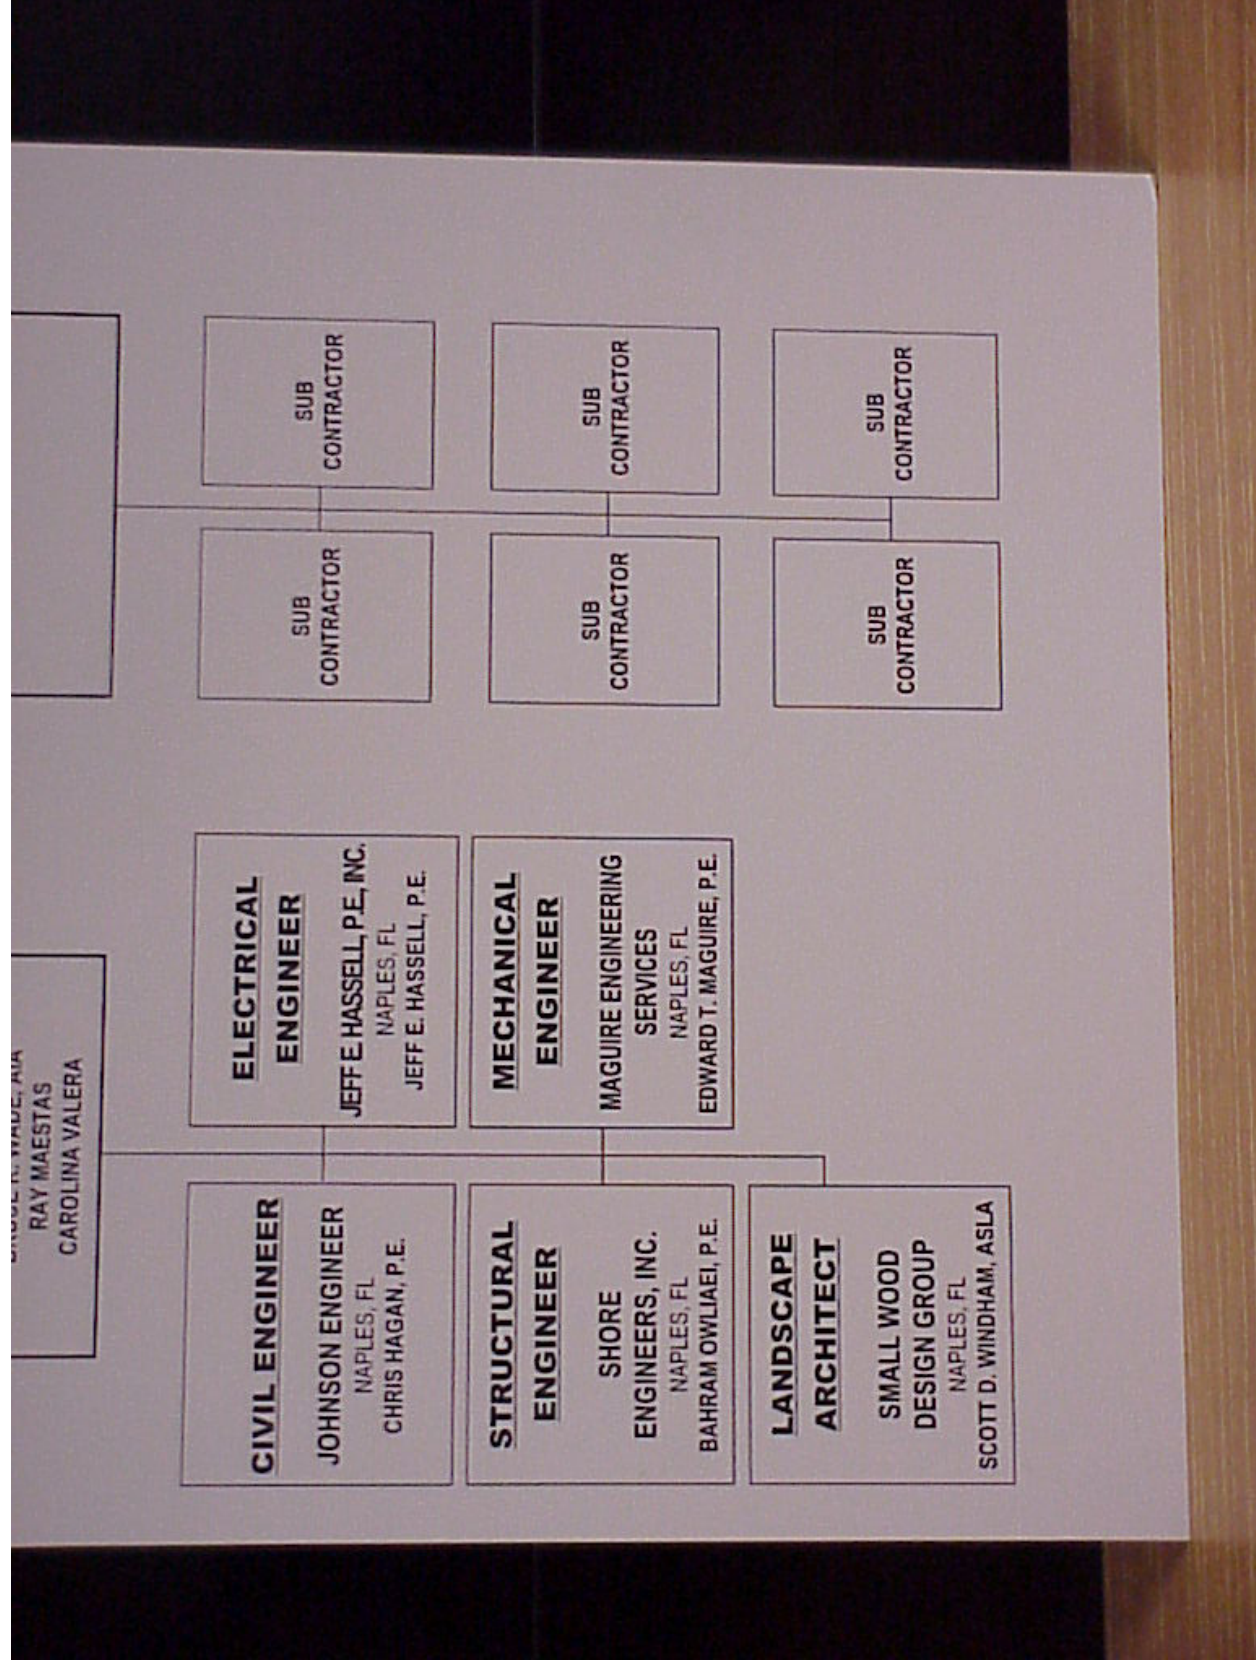 WADE, AIA
RAY MAESTAS
CAROLINA VALERA
CIVIL ENGINEER
JOHNSON ENGINEER
NAPLES, FL
CHRIS HAGAN, P.E.
ELECTRICAL
ENGINEER
JEFF E. HASSELL, P.E., INC.
NAPLES, FL
JEFF E. HASSELL, P.E.
STRUCTURAL
ENGINEER
SHORE
ENGINEERS, INC.
NAPLES, FL
BAHRAM OWLIAEI, P.E.
MECHANICAL
ENGINEER
MAGUIRE ENGINEERING
SERVICES
NAPLES, FL
EDWARD T. MAGUIRE, P.E.
LANDSCAPE
ARCHITECT
SMALL WOOD
DESIGN GROUP
NAPLES, FL
SCOTT D. WINDHAM, ASLA
SUB
CONTRACTOR
SUB
CONTRACTOR
SUB
CONTRACTOR
SUB
CONTRACTOR
SUB
CONTRACTOR
SUB
CONTRACTOR